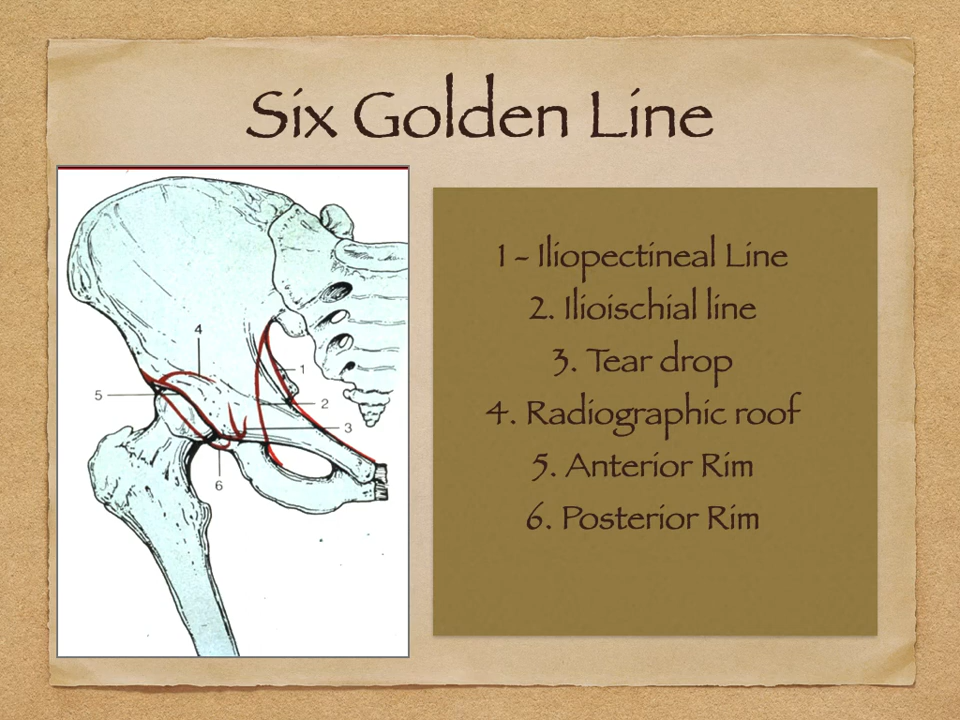 Six Golden Line
4
1
5
2
3
6
1 - Iliopectineal Line
2. Ilioischial line
3. Tear drop
4. Radiographic roof
5. Anterior Rim
6. Posterior Rim